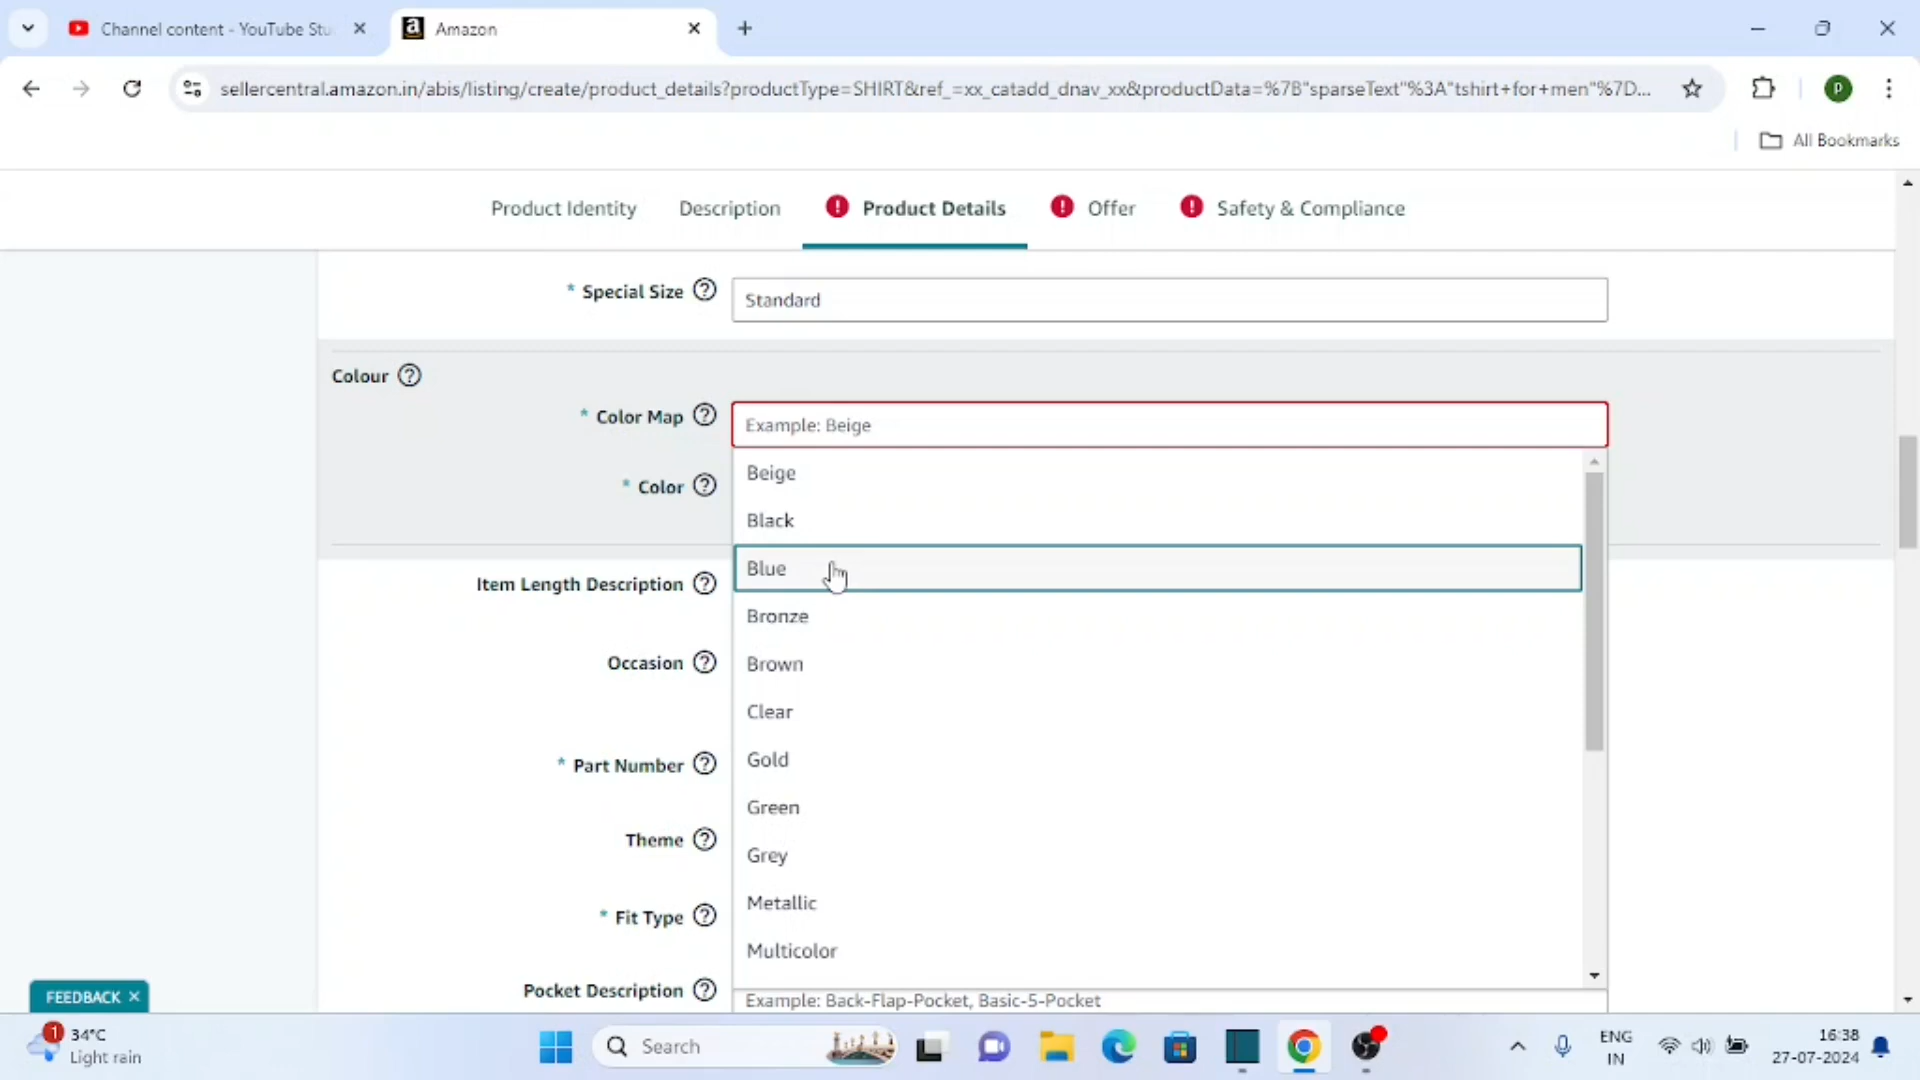 Channel content - YouTube Stu
Amazon
sellercentral.amazon.in/abis/listing/create/product_details?productType=SHIRT&ref_=xx_catadd_dnav_xx&productData=%7B"sparseText"%3A"tshirt+for+men"%7D...
P
All Bookmarks
Product Identity
Description
Product Details
Offer
Safety & Compliance
* Special Size
Standard
Colour
* Color Map
Example: Beige
Beige
* Color
Black
Blue
Item Length Description
Bronze
Occasion
Brown
Clear
* Part Number
Gold
Green
Theme
Grey
* Fit Type
Metallic
Multicolor
Pocket Description
Example: Back-Flap-Pocket, Basic-5-Pocket
FEEDBACK
1
34°C
Light rain
Search
ENG
IN
16:38
27-07-2024